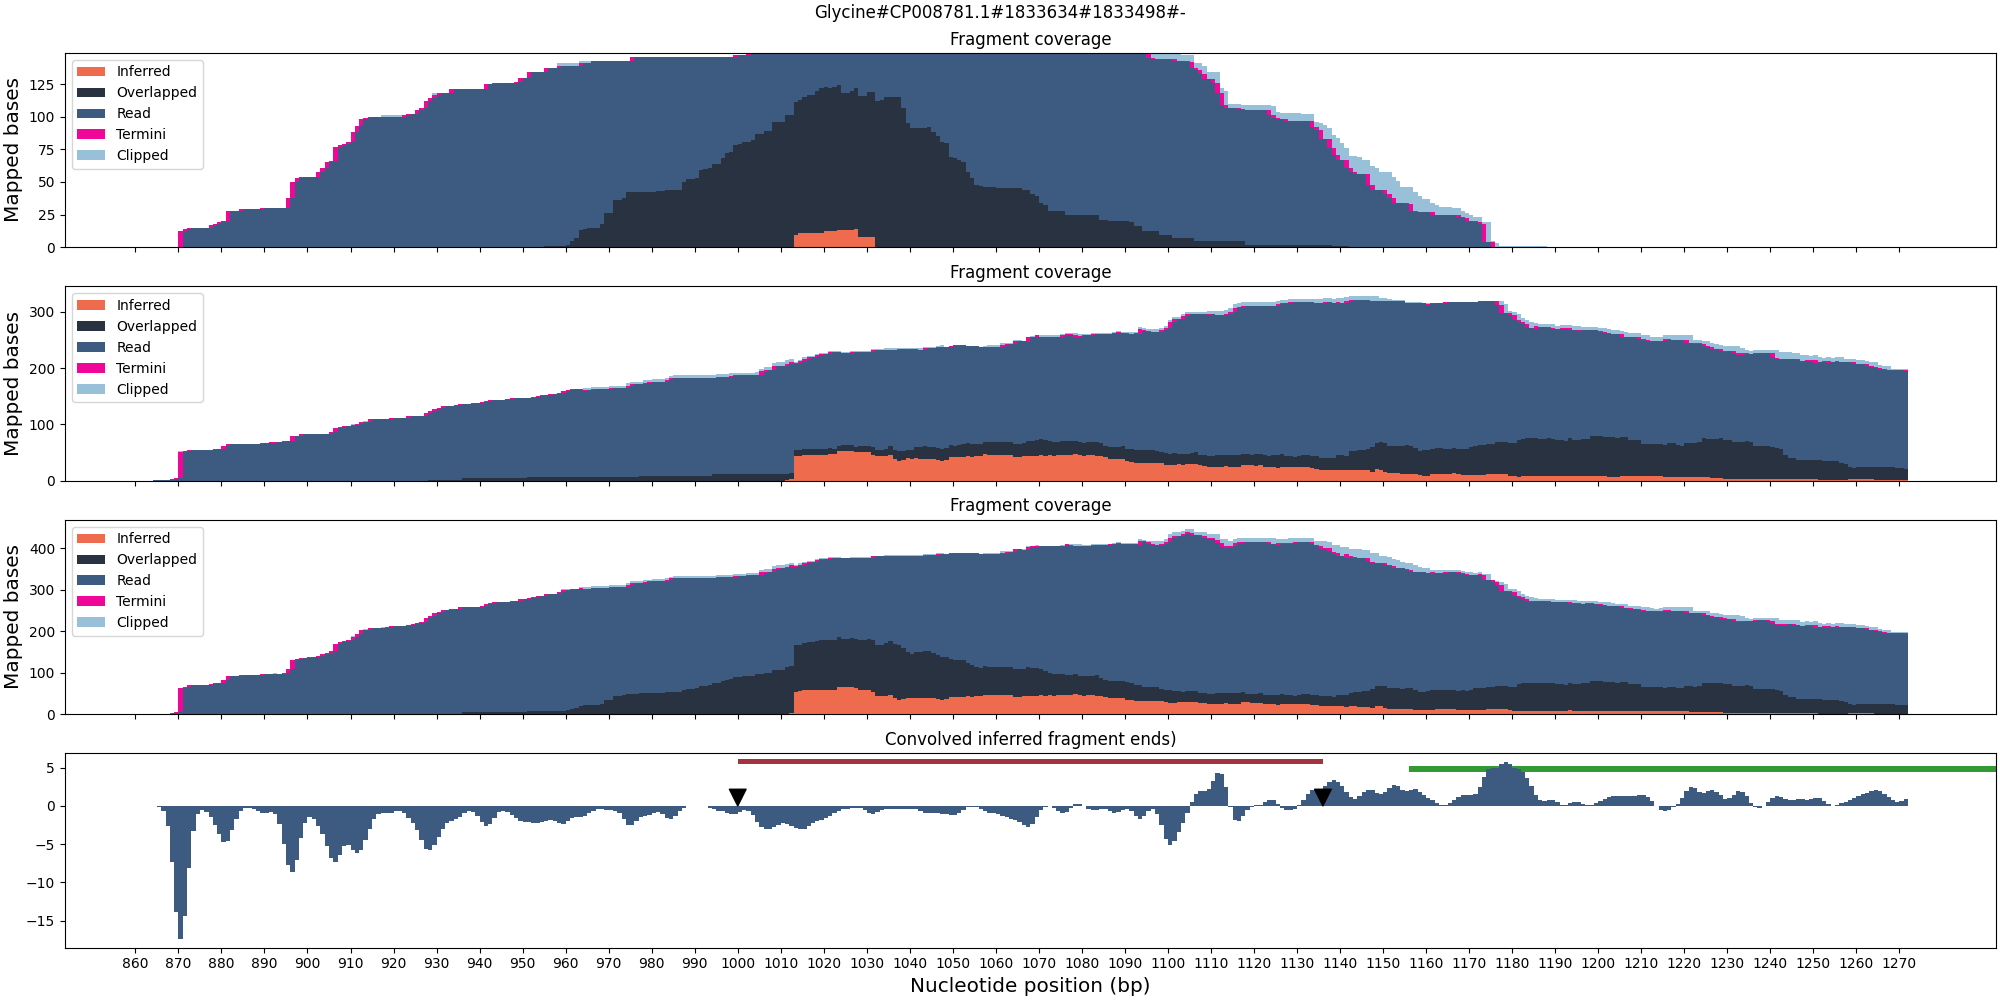 Glycine#CP008781.1#1833634#1833498#-
Fragment coverage
Mapped bases
125
100
75
50
25
0
Inferred
Overlapped
Read
Termini
Clipped
Fragment coverage
Mapped bases
300
200
100
0
Inferred
Overlapped
Read
Termini
Clipped
Fragment coverage
Mapped bases
400
300
200
100
0
Inferred
Overlapped
Read
Termini
Clipped
Convolved inferred fragment ends)
5
0
−5
−10
−15
860 870 880 890 900 910 920 930 940 950 960 970 980 990 1000 1010 1020 1030 1040 1050 1060 1070 1080 1090 1100 1110 1120 1130 1140 1150 1160 1170 1180 1190 1200 1210 1220 1230 1240 1250 1260 1270
Nucleotide position (bp)